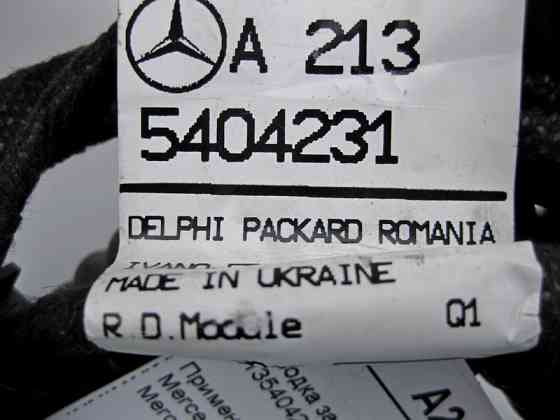 A 213
5404231
DELPHI PACKARD ROMANIA
MADE IN UKRAINE
R.D.Module Q1